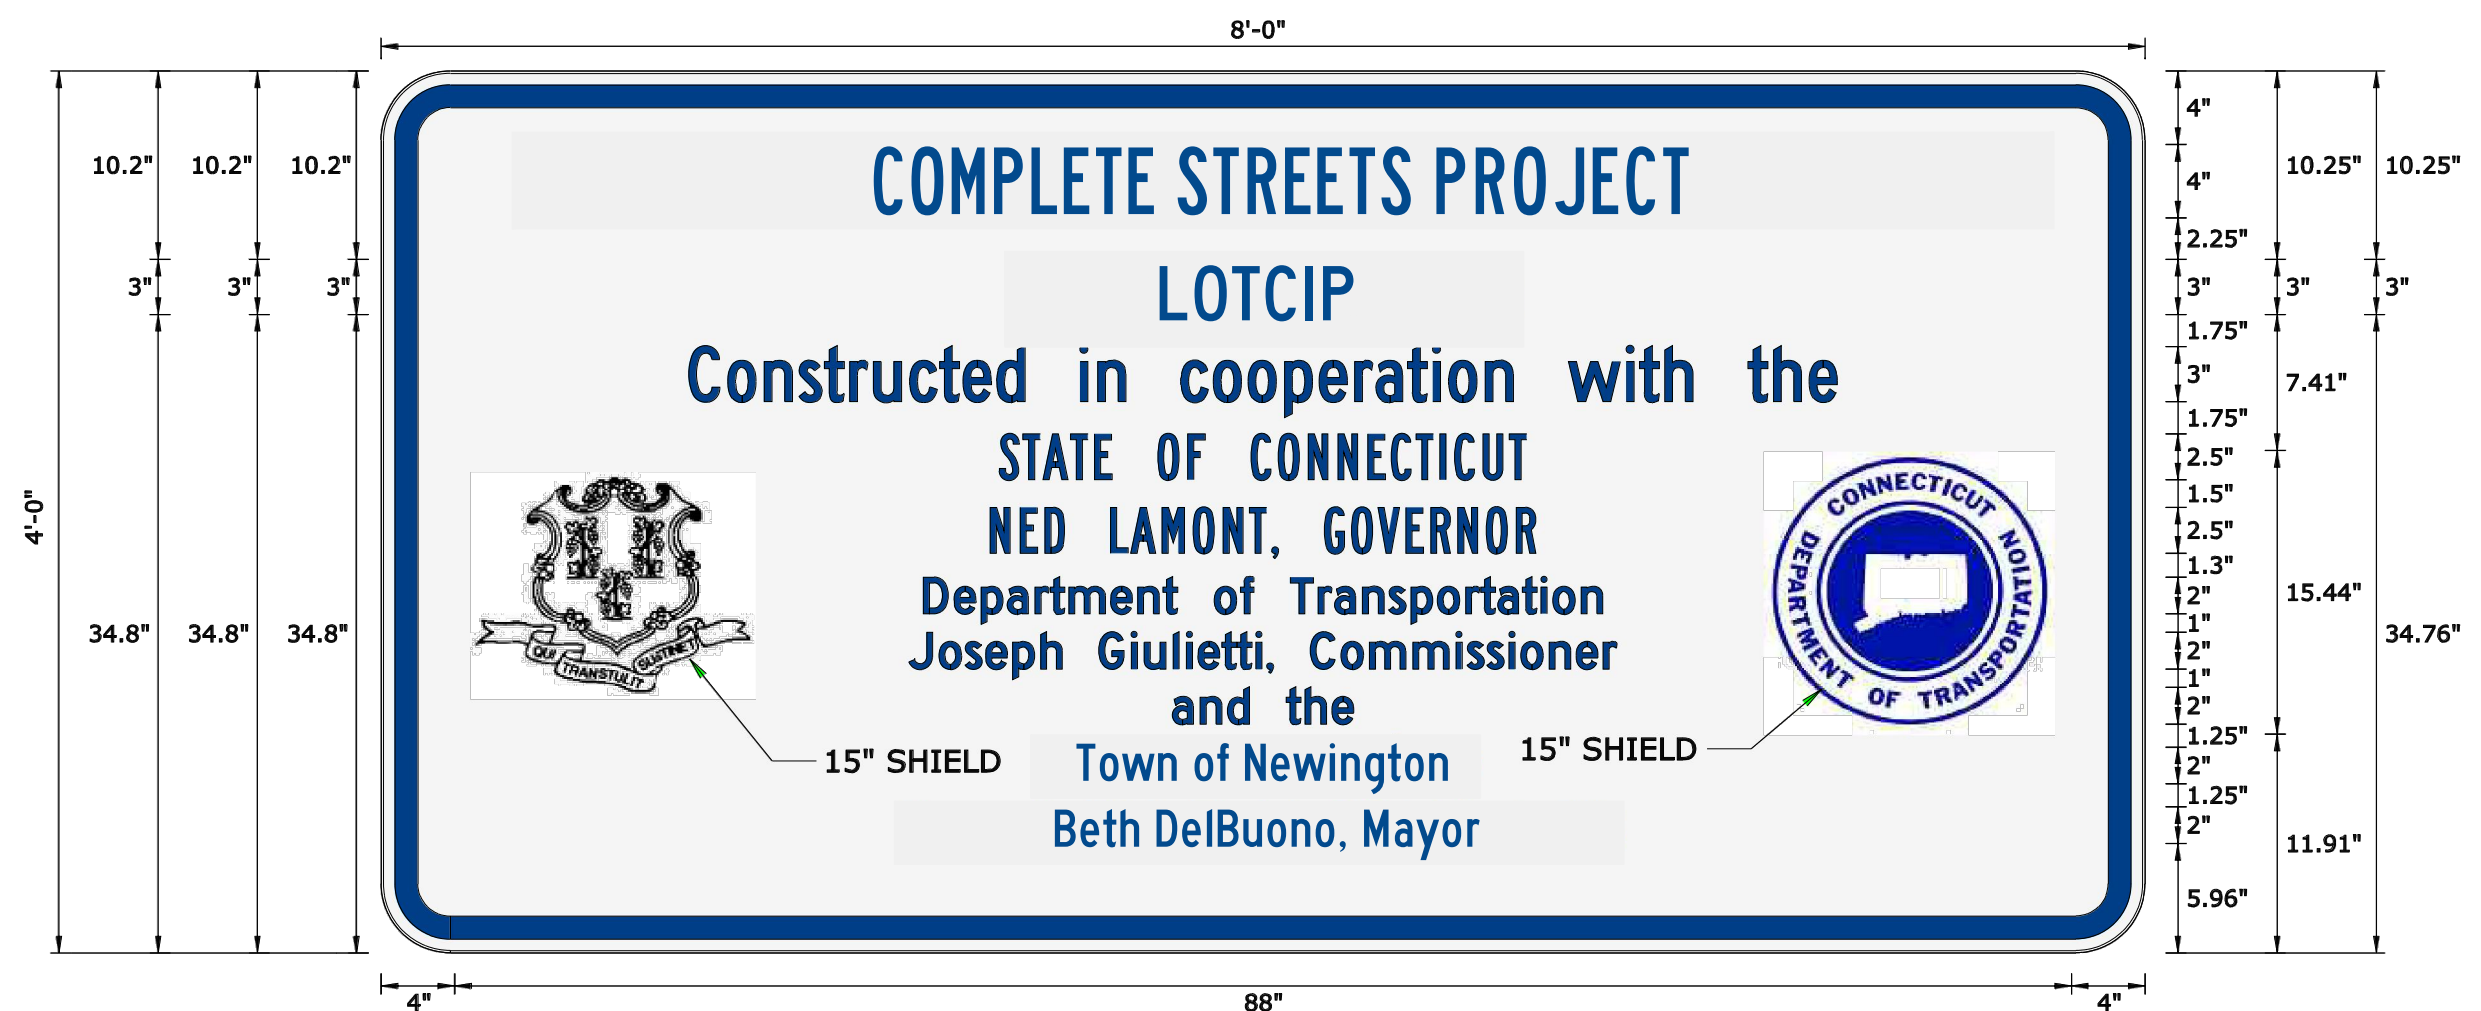 8'-0"
COMPLETE STREETS PROJECT
LOTCIP
Constructed in cooperation with the
STATE OF CONNECTICUT
NED LAMONT, GOVERNOR
Department of Transportation
Joseph Giulietti, Commissioner
and the
Town of Newington
Beth DelBuono, Mayor
QUI TRANSTULIT SUSTINET
15" SHIELD
CONNECTICUT
DEPARTMENT OF TRANSPORTATION
15" SHIELD
4'-0"
10.2" 10.2" 10.2"
3" 3" 3"
34.8" 34.8" 34.8"
4"
4"
2.25"
3"
1.75"
3"
1.75"
2.5"
1.5"
2.5"
1.3"
2"
1"
2"
1"
2"
1.25"
2"
1.25"
2"
5.96"
10.25"
3"
7.41"
15.44"
11.91"
10.25"
3"
34.76"
4" 88" 4"